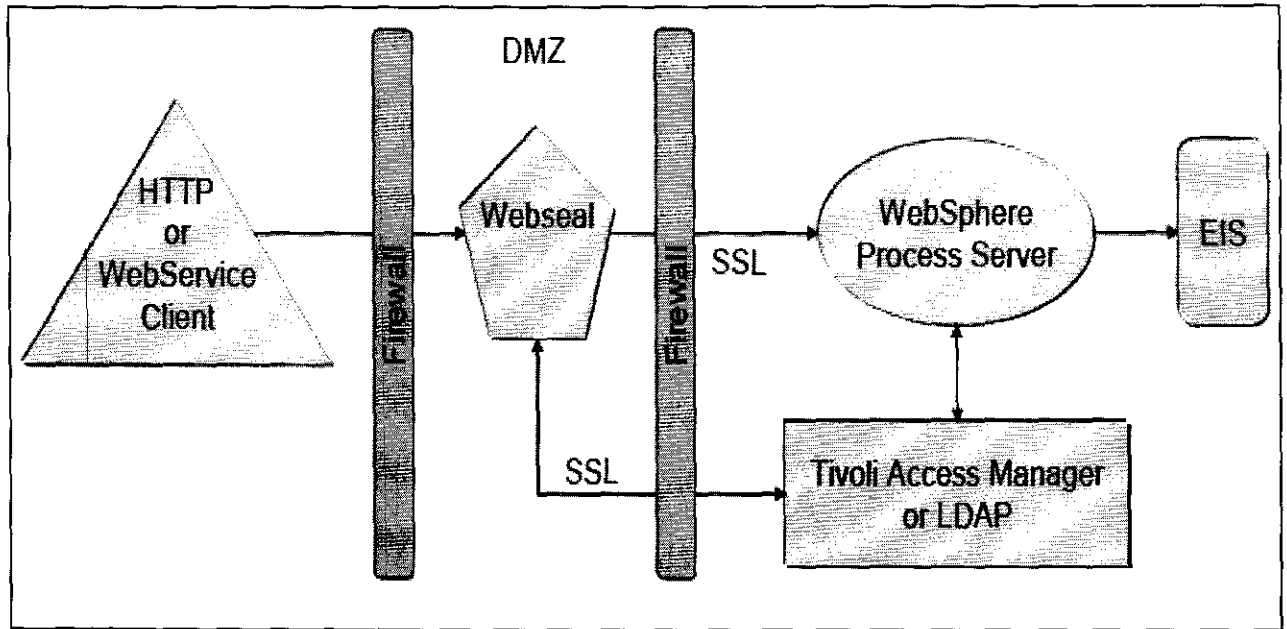 DMZ
HTTP
or
WebService
Client
Firewall
Webseal
Firewall
SSL
WebSphere
Process Server
EIS
SSL
Tivoli Access Manager
or LDAP